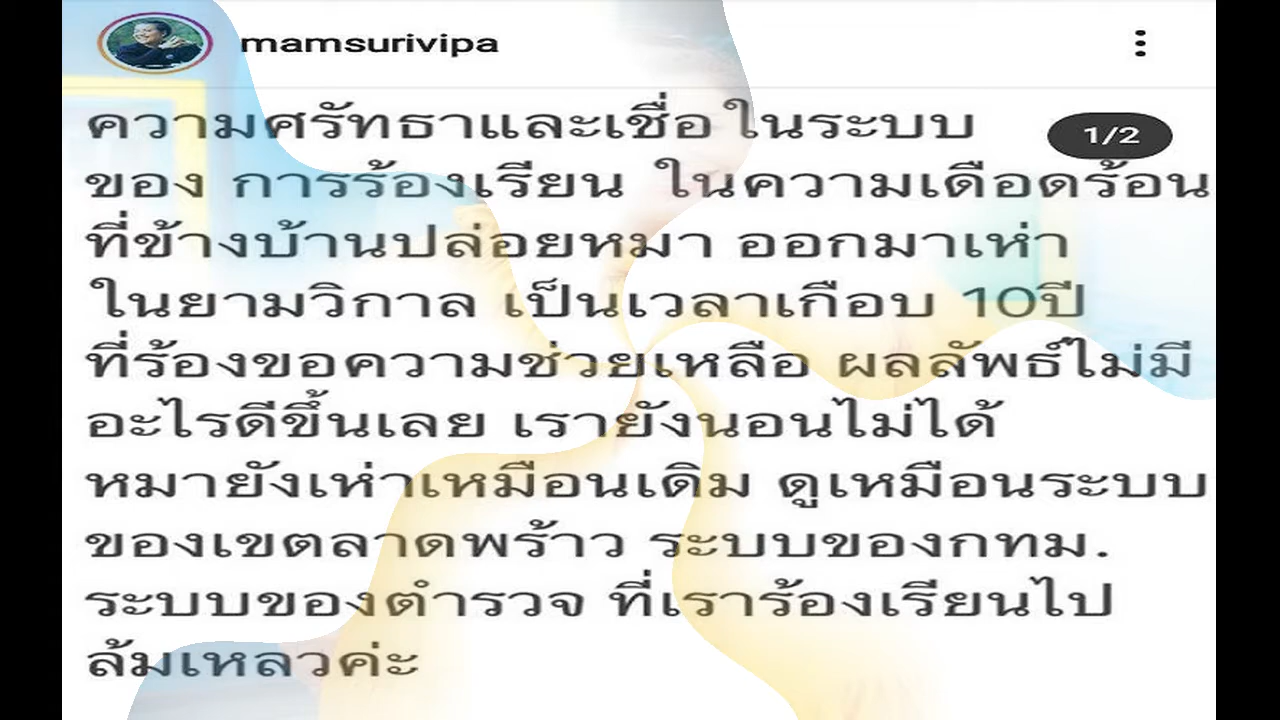 mamsurivipa
1/2
ความศรัทธาและเชื่อ ในระบบ
ของ การร้องเรียน ในความเดือดร้อน
ที่ข้างบ้านปล่อยหมา ออกมาเห่า
ในยามวิกาล เป็นเวลาเกือบ 10ปี
ที่ร้องขอความช่วยเหลือ ผลลัพธ์ไม่มี
อะไรดีขึ้นเลย เรายังนอนไม่ได้
หมายังเห่าเหมือนเดิม ดูเหมือนระบบ
ของเขตลาดพร้าว ระบบของกทม.
ระบบของตำรวจ ที่เราร้องเรียนไป
ล้มเหลวค่ะ